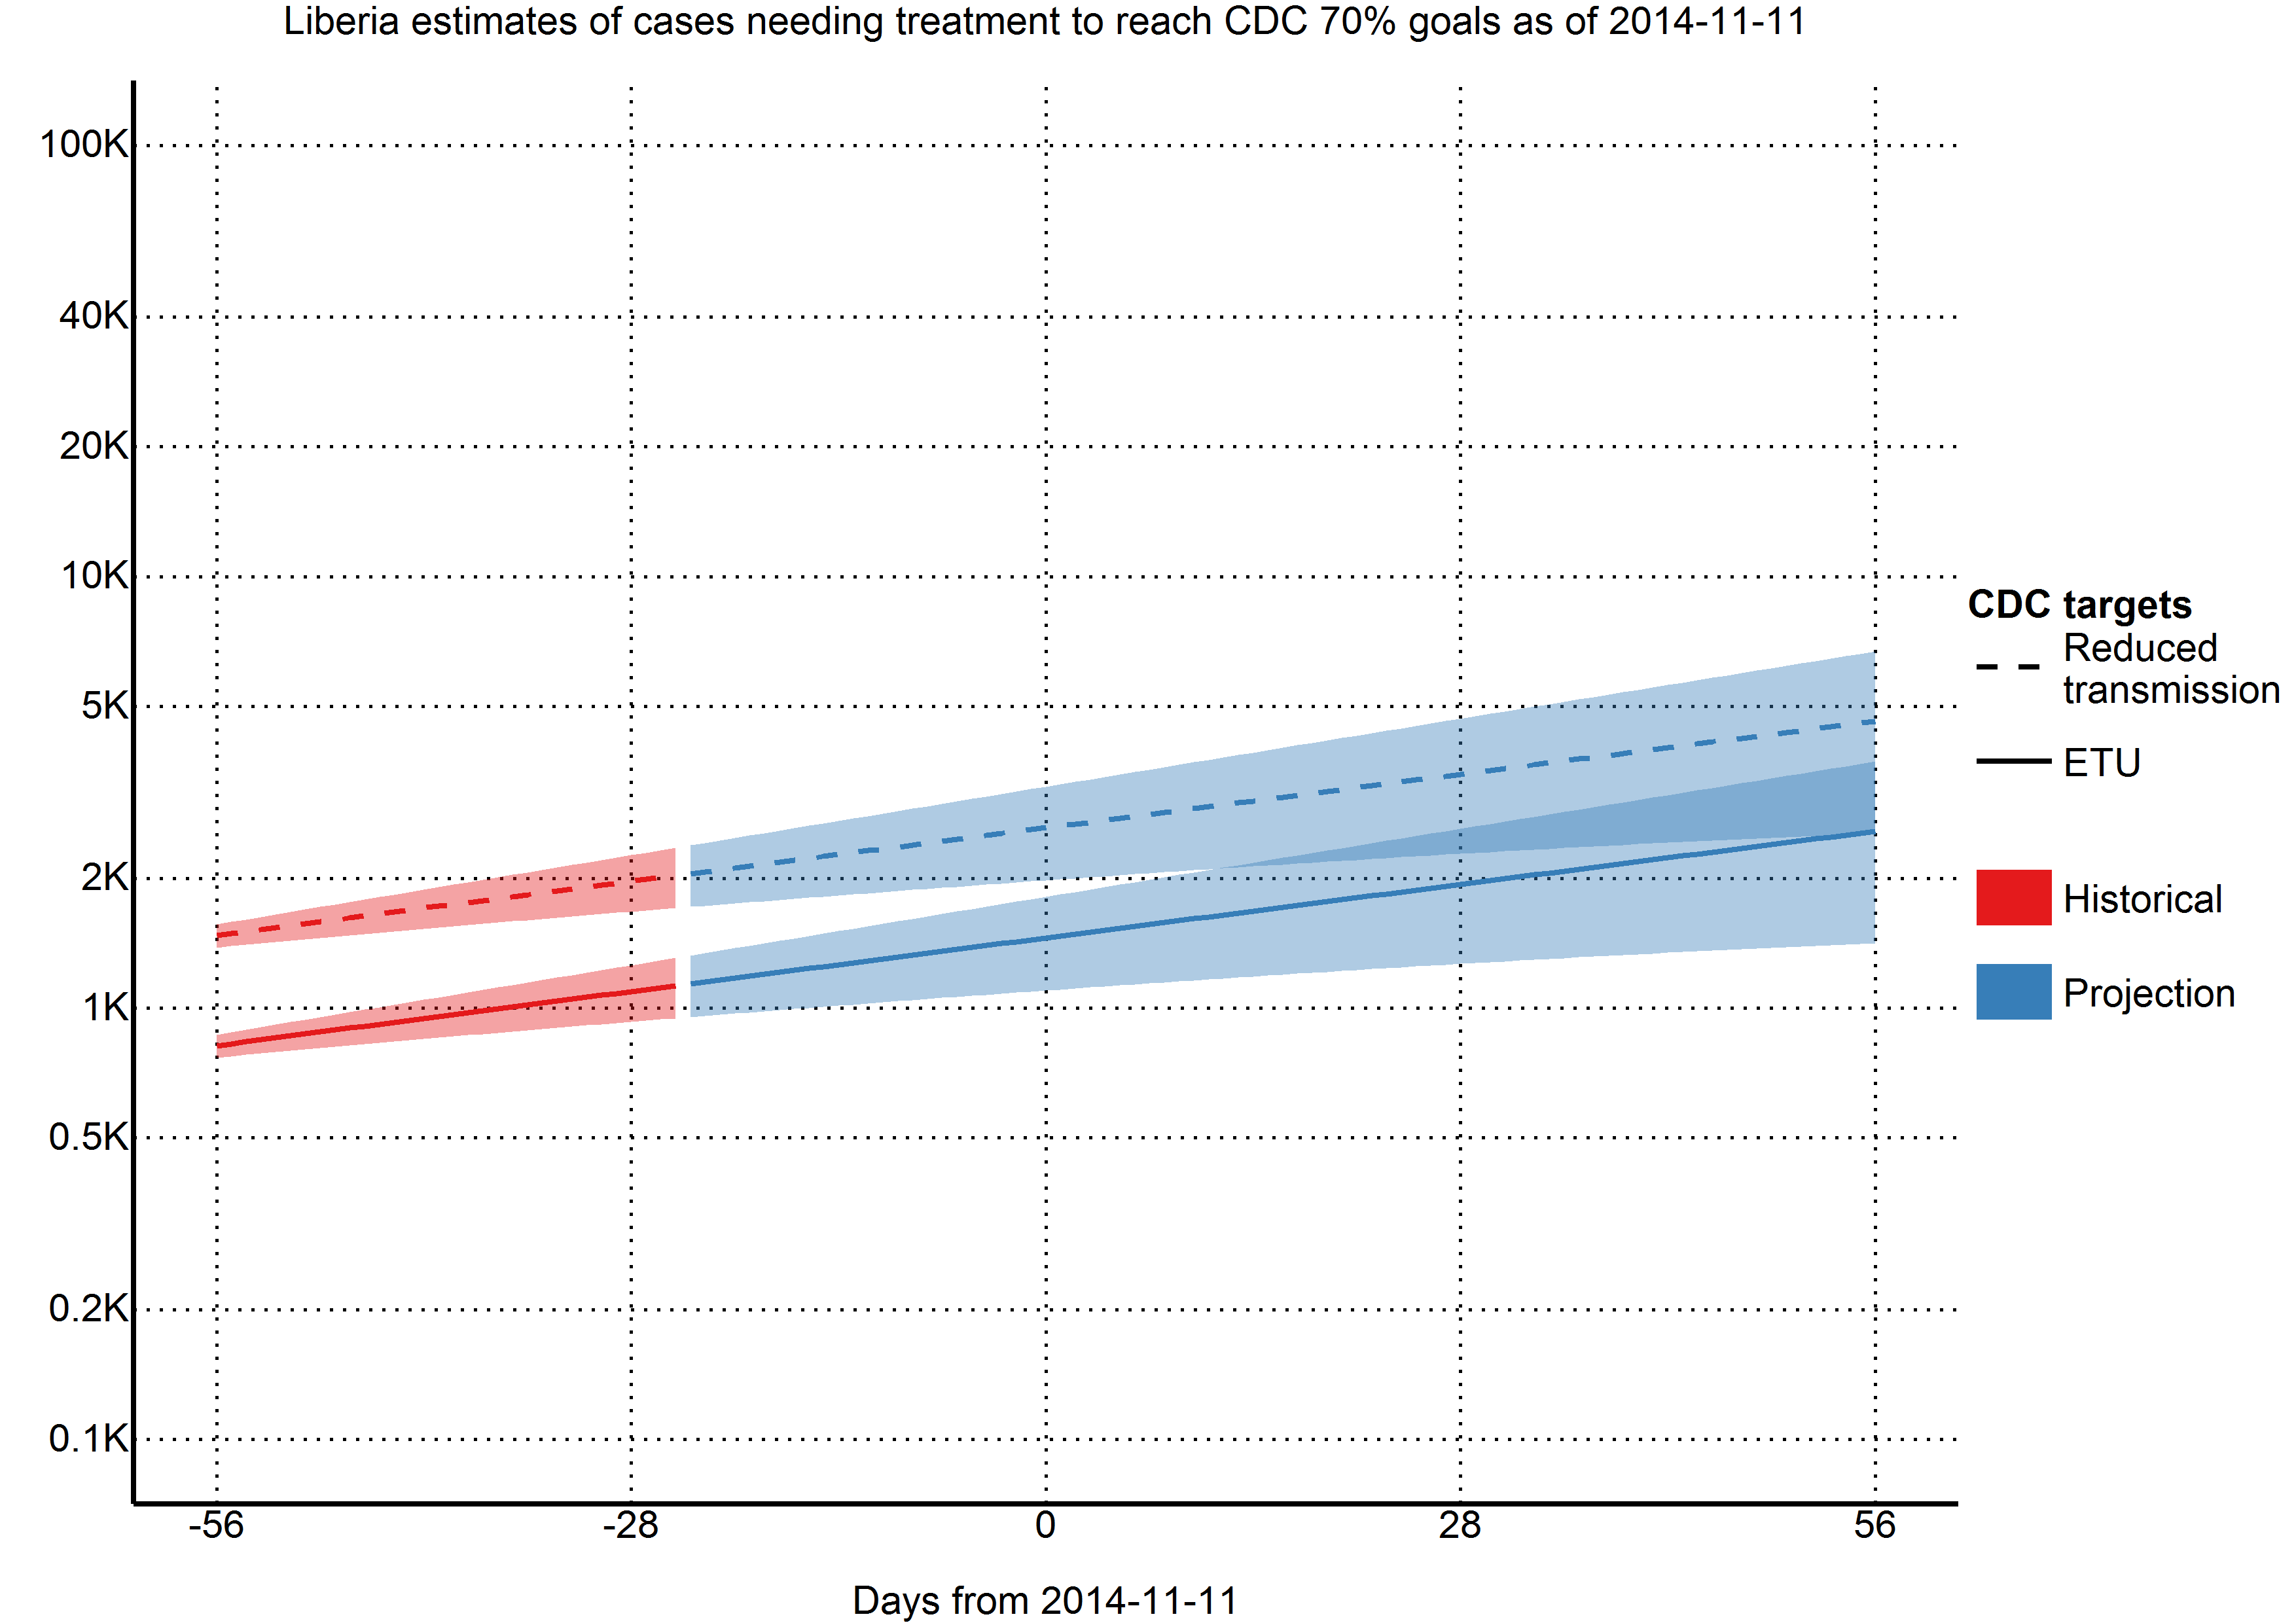 Liberia estimates of cases needing treatment to reach CDC 70% goals as of 2014-11-11
100K
40K
20K
10K
5K
2K
1K
0.5K
0.2K
0.1K
-56
-28
0
28
56
Days from 2014-11-11
CDC targets
Reduced
transmission
ETU
Historical
Projection